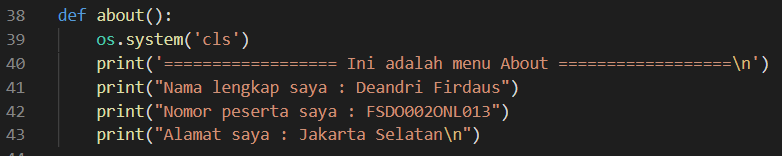 38 def about():
39 os.system('cls')
40 print('================== Ini adalah menu About ==================\n')
41 print("Nama lengkap saya : Deandri Firdaus")
42 print("Nomor peserta saya : FSDO002ONL013")
43 print("Alamat saya : Jakarta Selatan\n")